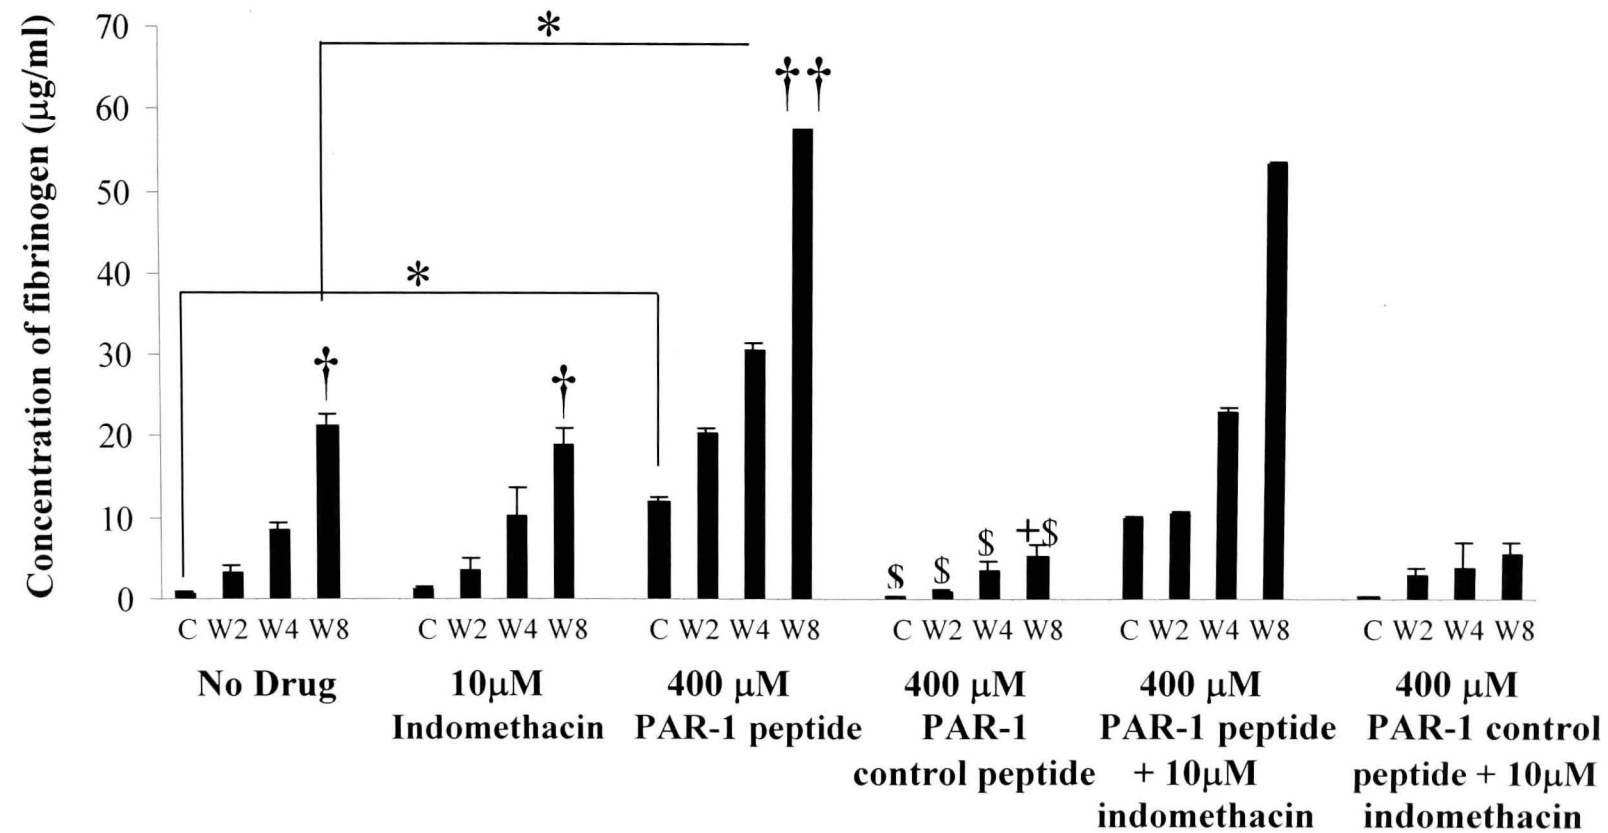 Concentration of fibrinogen (μg/ml)
70
60
50
40
30
20
10
0
*
*
†
†
††
$
$
$
+$
C W2 W4 W8
C W2 W4 W8
C W2 W4 W8
C W2 W4 W8
C W2 W4 W8
C W2 W4 W8
No Drug
10μM
Indomethacin
400 μM
PAR-1 peptide
400 μM
PAR-1
control peptide
400 μM
PAR-1 peptide
+ 10μM
indomethacin
400 μM
PAR-1 control
peptide + 10μM
indomethacin